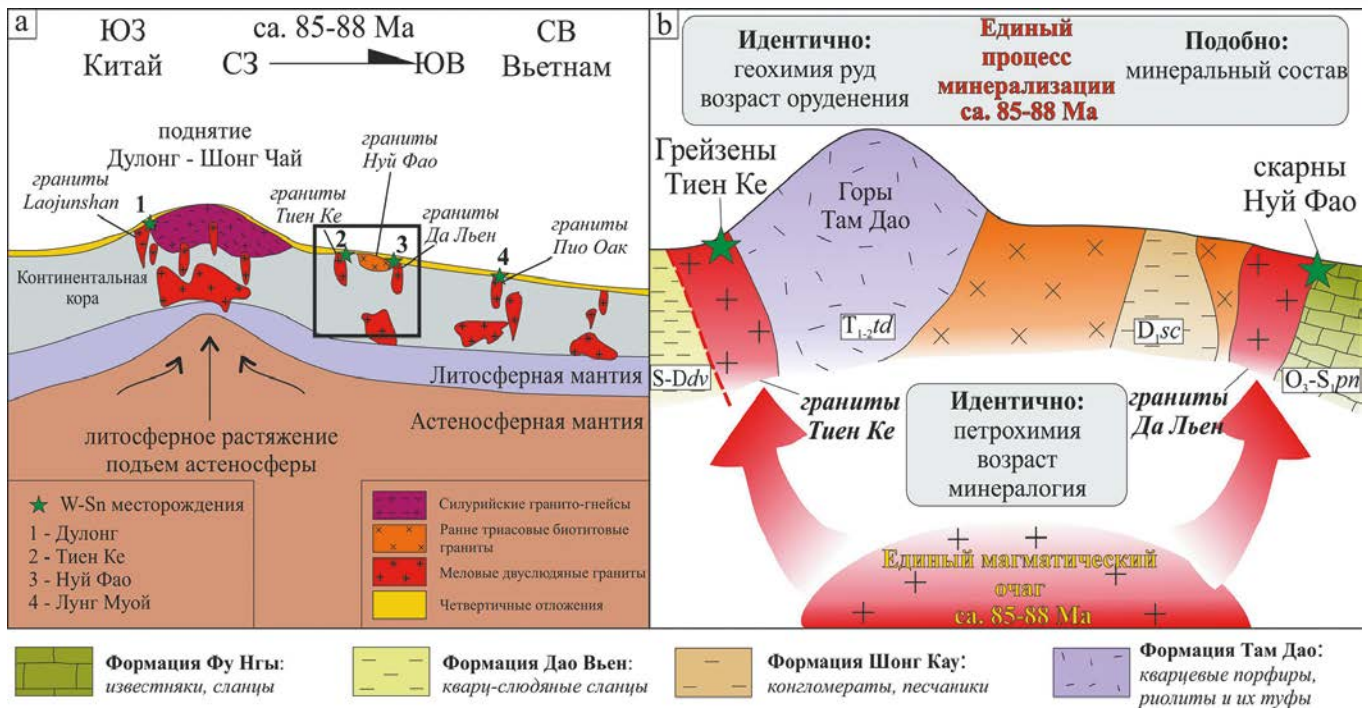 a
ЮЗ
Китай
ca. 85-88 Ma
СЗ
ЮВ
СВ
Вьетнам
поднятие
Дулонг - Шонг Чай
граниты
Laojunshan
граниты
Нуй Фао
граниты
Тиен Ке
граниты
Да Льен
граниты
Пио Оак
1
2
3
4
Континентальная
кора
Литосферная мантия
Астеносферная мантия
литосферное растяжение
подъем астеносферы
W-Sn месторождения
1 - Дулонг
2 - Тиен Ке
3 - Нуй Фао
4 - Лунг Муой
Силурийские гранито-гнейсы
Ранне триасовые биотитовые
граниты
Меловые двуслюдяные граниты
Четвертичные отложения
b
Идентично:
геохимия руд
возраст оруденения
Единый
процесс
минерализации
ca. 85-88 Ma
Подобно:
минеральный состав
Грейзены
Тиен Ке
Горы
Там Дао
скарны
Нуй Фао
T1-2td
D1sc
S-Ddv
O3-S1pn
граниты
Тиен Ке
Идентично:
петрохимия
возраст
минералогия
граниты
Да Льен
Единый магматический
очаг
ca. 85-88 Ma
Формация Фу Нгы:
известняки, сланцы
Формация Дао Вьен:
кварц-слюдяные сланцы
Формация Шонг Кау:
конгломераты, песчаники
Формация Там Дао:
кварцевые порфиры,
риолиты и их туфы